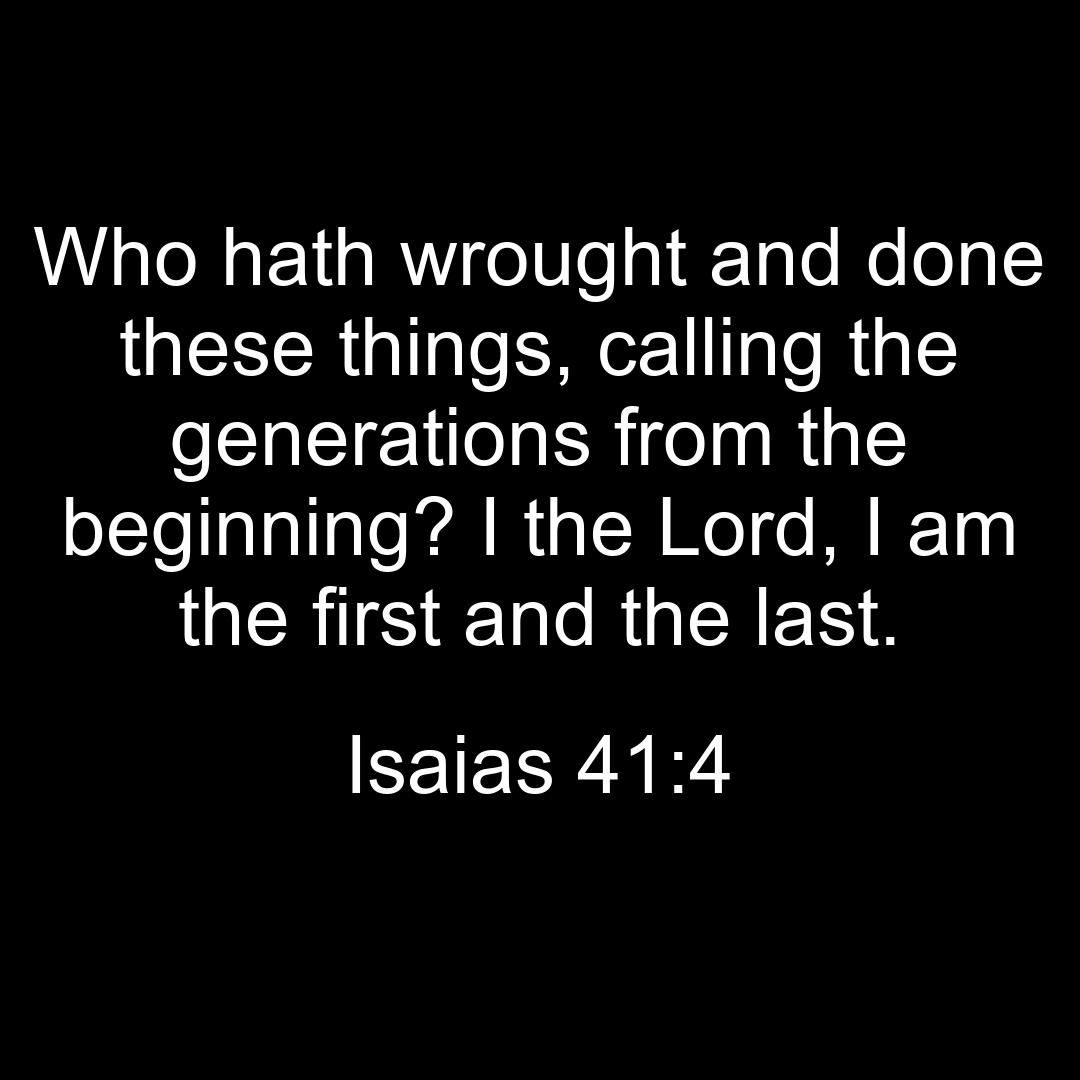 Who hath wrought and done
these things, calling the
generations from the
beginning? I the Lord, I am
the first and the last.
Isaias 41:4